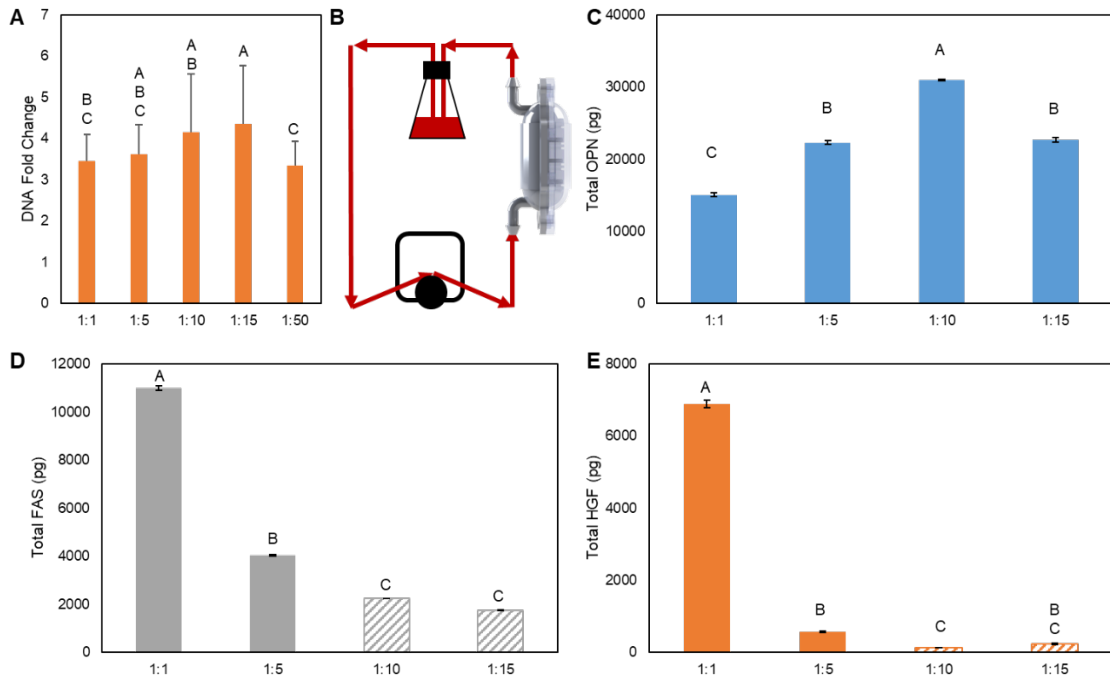 A
DNA Fold Change
7
6
5
4
3
2
1
0
B
C
A
B
C
A
B
A
C
1:1
1:5
1:10
1:15
1:50
B
C
Total OPN (pg)
40000
30000
20000
10000
0
C
B
A
B
1:1
1:5
1:10
1:15
D
Total FAS (pg)
12000
10000
8000
6000
4000
2000
0
A
B
C
C
1:1
1:5
1:10
1:15
E
Total HGF (pg)
8000
6000
4000
2000
0
A
B
C
B
C
1:1
1:5
1:10
1:15